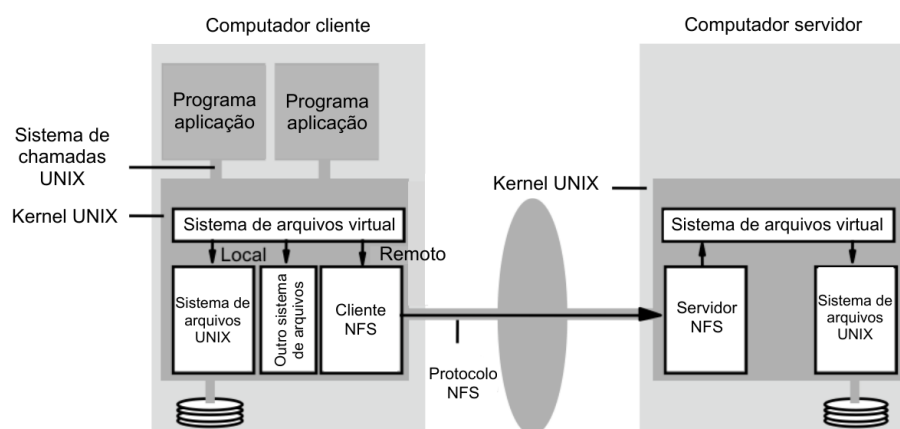 Computador cliente
Computador servidor
Programa
aplicação
Programa
aplicação
Sistema de
chamadas
UNIX
Kernel UNIX
Kernel UNIX
Sistema de arquivos virtual
Sistema de arquivos virtual
Local
Remoto
Sistema de
arquivos
UNIX
Outro sistema
de arquivos
Cliente
NFS
Protocolo
NFS
Servidor
NFS
Sistema de
arquivos
UNIX